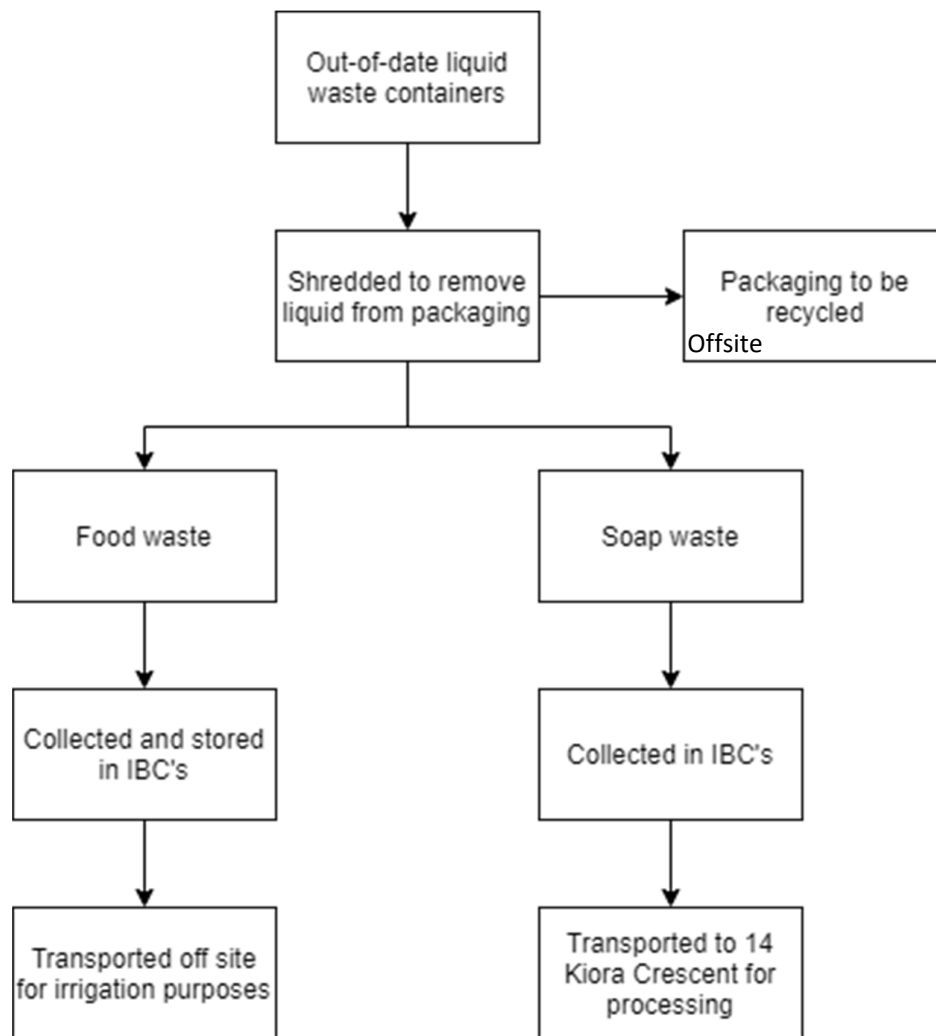 Out-of-date liquid
waste containers
Shredded to remove
liquid from packaging
Packaging to be
recycled
Offsite
Food waste
Soap waste
Collected and stored
in IBC's
Collected in IBC's
Transported off site
for irrigation purposes
Transported to 14
Kiora Crescent for
processing